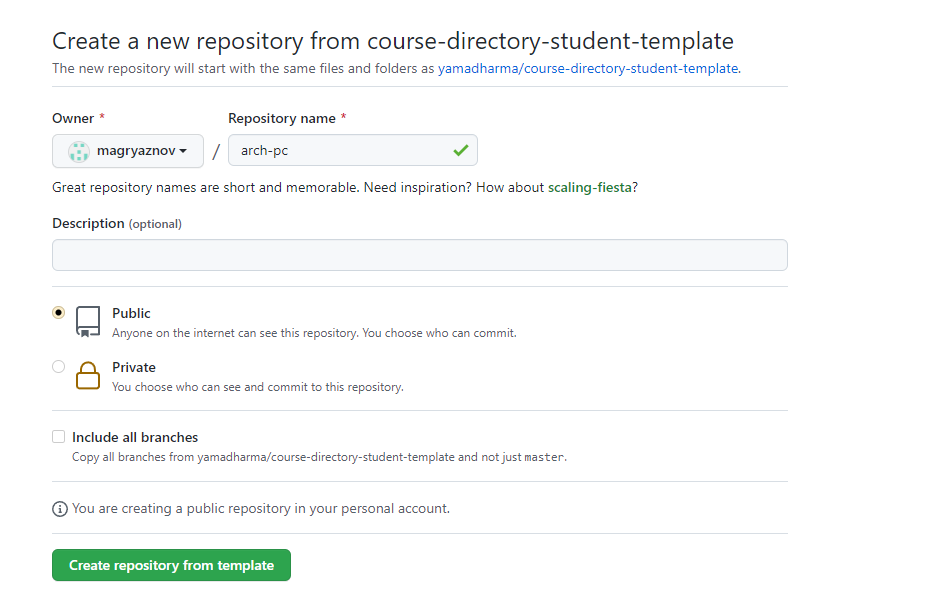 Create a new repository from course-directory-student-template
The new repository will start with the same files and folders as yamadharma/course-directory-student-template.
Owner * Repository name *
magryaznov / arch-pc
Great repository names are short and memorable. Need inspiration? How about scaling-fiesta?
Description (optional)
Public
Anyone on the internet can see this repository. You choose who can commit.
Private
You choose who can see and commit to this repository.
Include all branches
Copy all branches from yamadharma/course-directory-student-template and not just master.
You are creating a public repository in your personal account.
Create repository from template